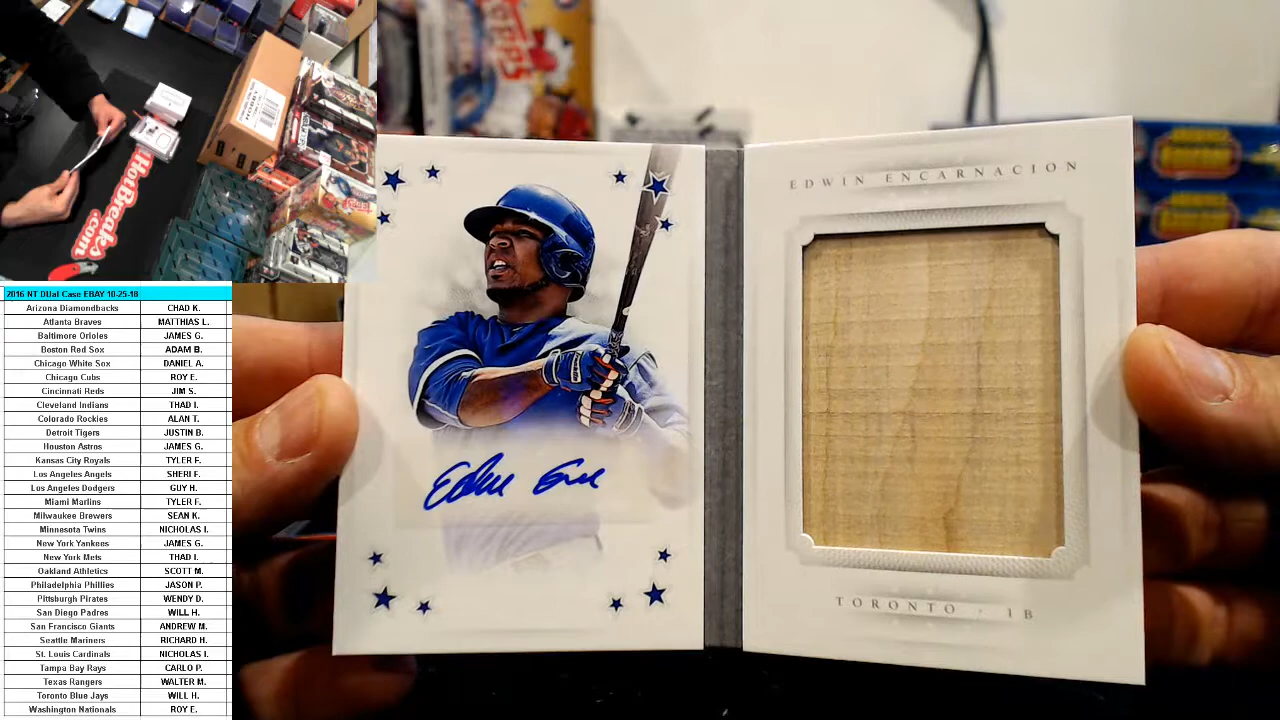 HotBreaks
.com
Topps
2016 NT DUal Case EBAY 10-25-18
Arizona Diamondbacks CHAD K.
Atlanta Braves MATTHIAS L.
Baltimore Orioles JAMES G.
Boston Red Sox ADAM B.
Chicago White Sox DANIEL A.
Chicago Cubs ROY E.
Cincinnati Reds JIM S.
Cleveland Indians THAD I.
Colorado Rockies ALAN T.
Detroit Tigers JUSTIN B.
Houston Astros JAMES G.
Kansas City Royals TYLER F.
Los Angeles Angels SHERI F.
Los Angeles Dodgers GUY H.
Miami Marlins TYLER F.
Milwaukee Brewers SEAN K.
Minnesota Twins NICHOLAS I.
New York Yankees JAMES G.
New York Mets THAD I.
Oakland Athletics SCOTT M.
Philadelphia Phillies JASON P.
Pittsburgh Pirates WENDY D.
San Diego Padres WILL H.
San Francisco Giants ANDREW M.
Seattle Mariners RICHARD H.
St. Louis Cardinals NICHOLAS I.
Tampa Bay Rays CARLO P.
Texas Rangers WALTER M.
Toronto Blue Jays WILL H.
Washington Nationals ROY E.
EDWIN ENCARNACION
TORONTO · 1B